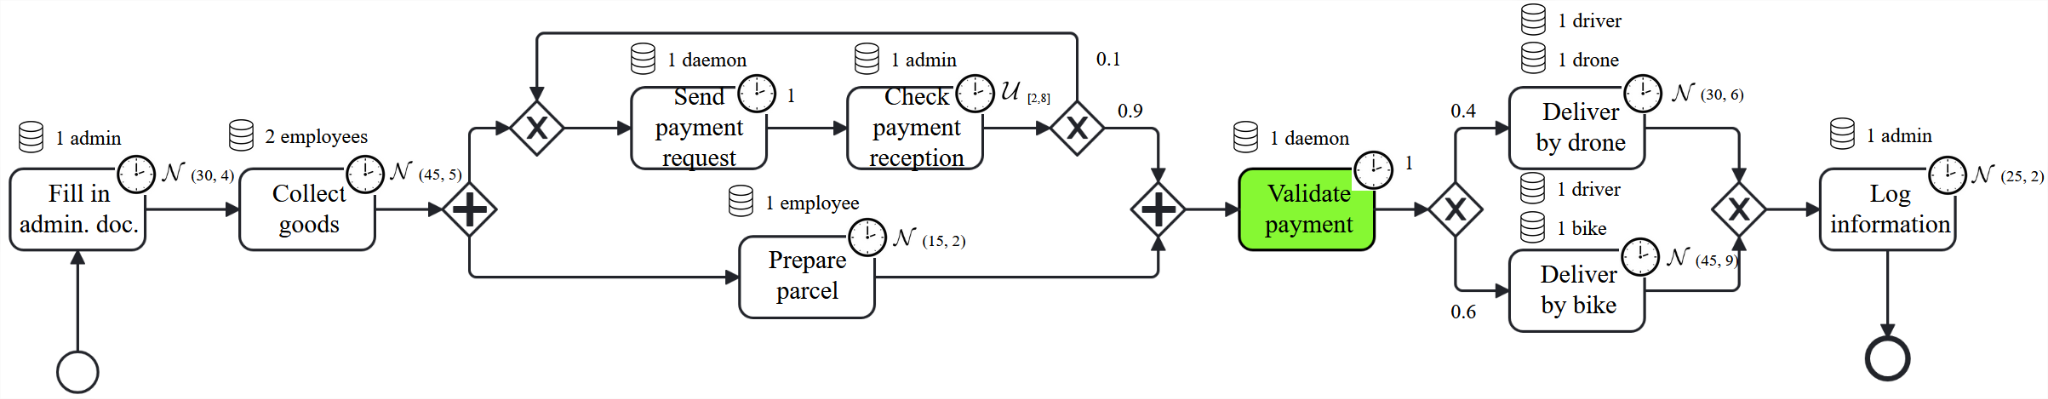 1 admin
𝒩 (30, 4)
Fill in
admin. doc.
2 employees
𝒩 (45, 5)
Collect
goods
X
1 daemon
1
Send
payment
request
1 admin
𝒰 [2,8]
Check
payment
reception
X
0.1
0.9
1 employee
𝒩 (15, 2)
Prepare
parcel
1 daemon
1
Validate
payment
X
0.4
0.6
1 driver
1 drone
𝒩 (30, 6)
Deliver
by drone
1 driver
1 bike
𝒩 (45, 9)
Deliver
by bike
X
1 admin
𝒩 (25, 2)
Log
information